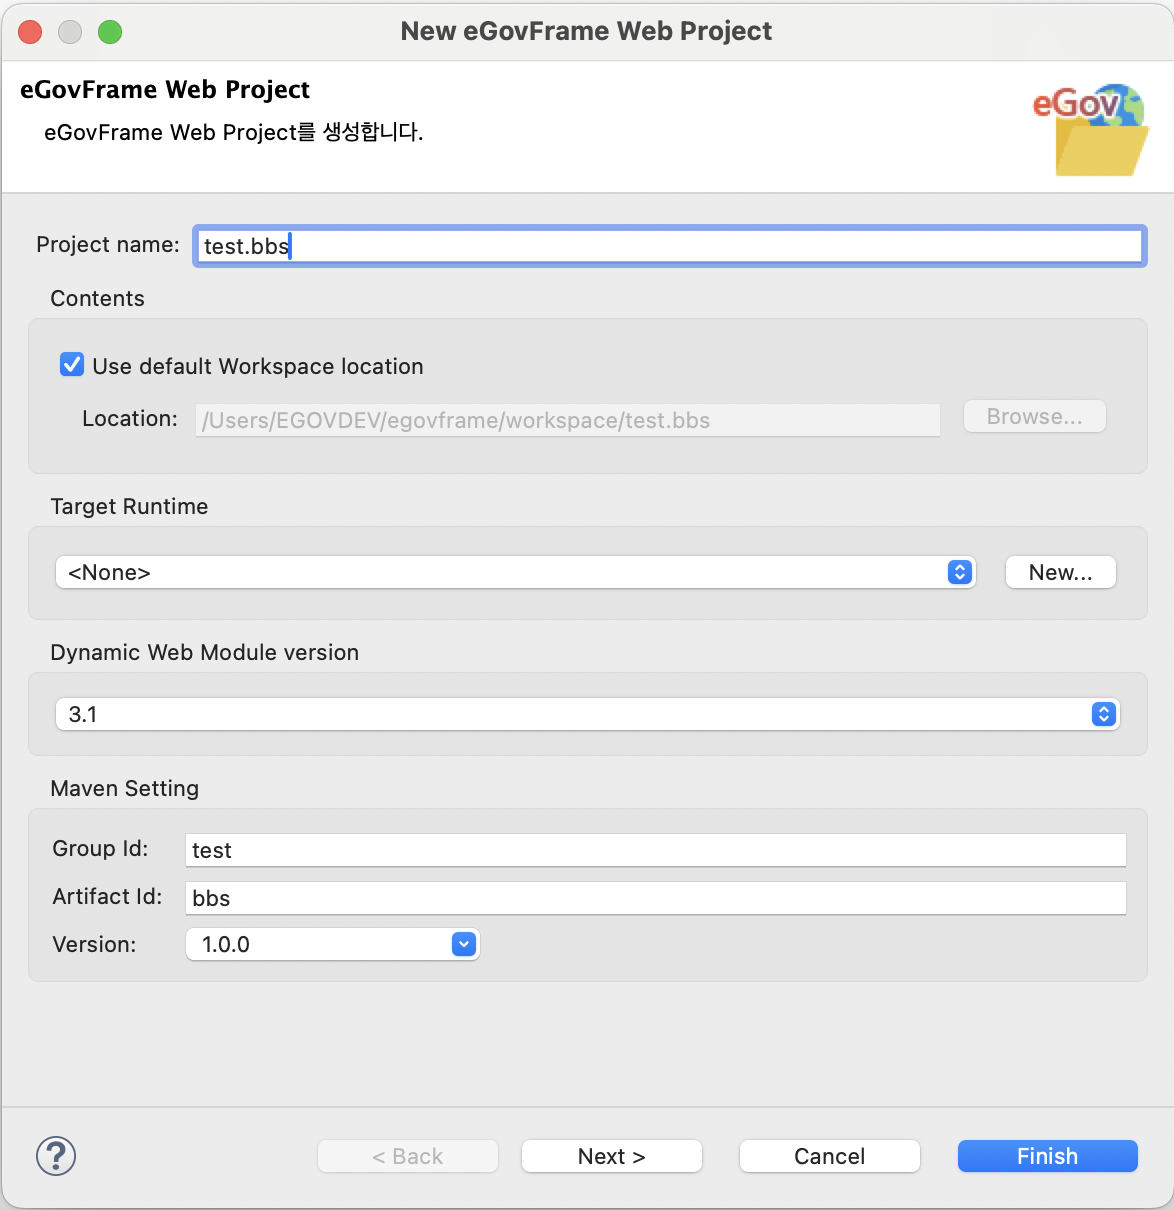 New eGovFrame Web Project
eGovFrame Web Project
eGovFrame Web Project를 생성합니다.
eGov
Project name: test.bbs
Contents
Use default Workspace location
Location: /Users/EGOVDEV/egovframe/workspace/test.bbs Browse...
Target Runtime
<None> New...
Dynamic Web Module version
3.1
Maven Setting
Group Id: test
Artifact Id: bbs
Version: 1.0.0
? < Back Next > Cancel Finish